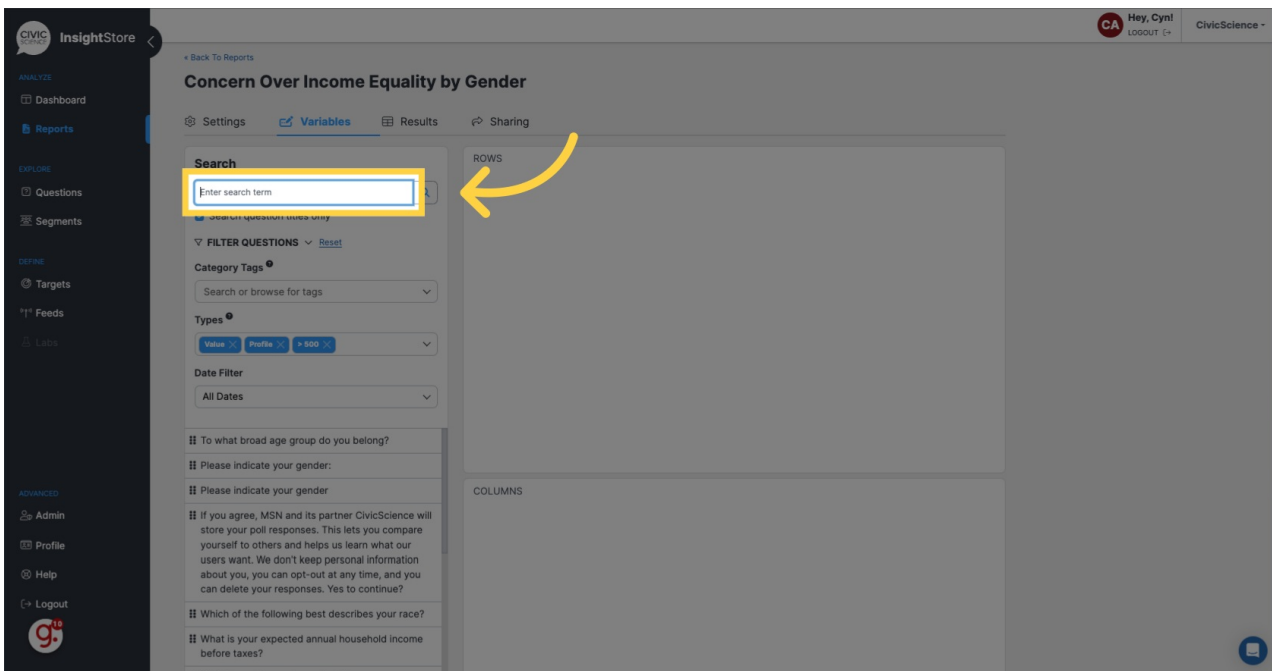 CIVIC
SCIENCE
InsightStore
Hey, Cyn!
CA
LOGOUT
CivicScience
ANALYZE
Dashboard
Reports
EXPLORE
Questions
Segments
DEFINE
Targets
Feeds
Labs
ADVANCED
Admin
Profile
Help
Logout
g.
10
« Back To Reports
Concern Over Income Equality by Gender
Settings
Variables
Results
Sharing
Search
Enter search term
Search question titles only
FILTER QUESTIONS
Reset
Category Tags
Search or browse for tags
Types
Value
Profile
> 500
Date Filter
All Dates
To what broad age group do you belong?
Please indicate your gender:
Please indicate your gender
If you agree, MSN and its partner CivicScience will
store your poll responses. This lets you compare
yourself to others and helps us learn what our
users want. We don't keep personal information
about you, you can opt-out at any time, and you
can delete your responses. Yes to continue?
Which of the following best describes your race?
What is your expected annual household income
before taxes?
ROWS
COLUMNS